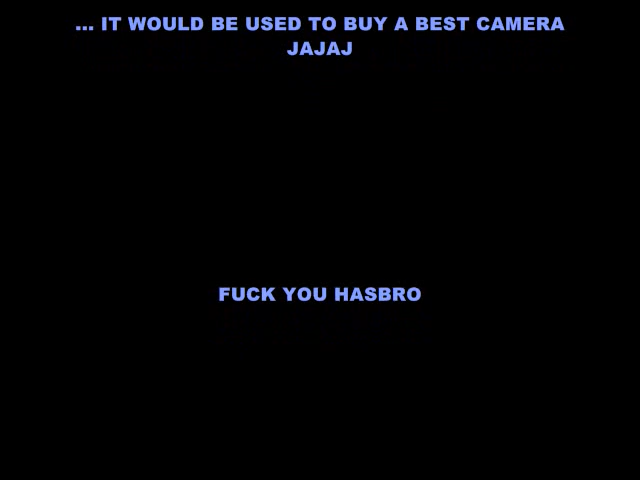 ... IT WOULD BE USED TO BUY A BEST CAMERA
JAJAJ
FUCK YOU HASBRO